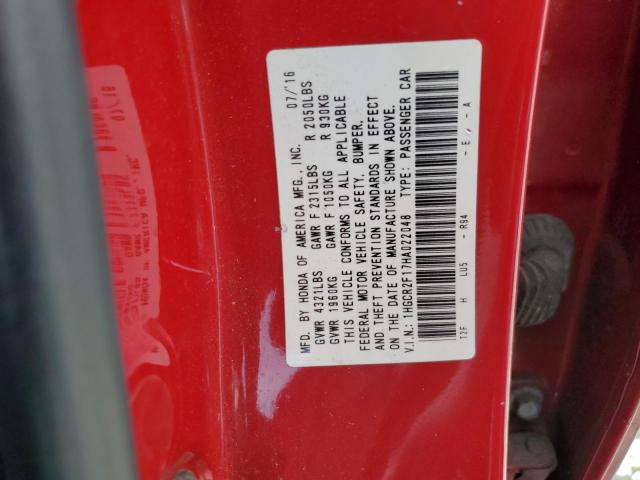 MFD. BY HONDA OF AMERICA MFG., INC. 07/'16
GVWR 4321LBS GAWR F 2315LBS R 2050LBS
GVWR 1960KG GAWR F 1050KG R 930KG
THIS VEHICLE CONFORMS TO ALL APPLICABLE
FEDERAL MOTOR VEHICLE SAFETY, BUMPER,
AND THEFT PREVENTION STANDARDS IN EFFECT
ON THE DATE OF MANUFACTURE SHOWN ABOVE.
V.I.N.: 1HGCR2F17HA022048 TYPE: PASSENGER CAR
T2F H LU5 - R94 - E - A